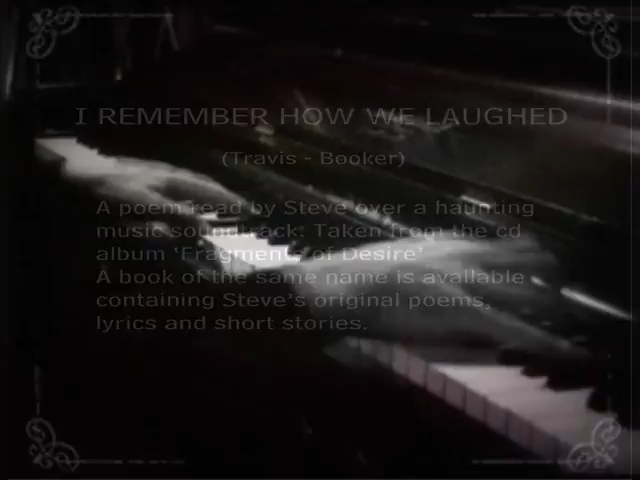 I REMEMBER HOW WE LAUGHED
(Travis - Booker)
A poem read by Steve over a haunting
music soundtrack. Taken from the cd
album 'Fragments of Desire'
A book of the same name is available
containing Steve's original poems,
lyrics and short stories.